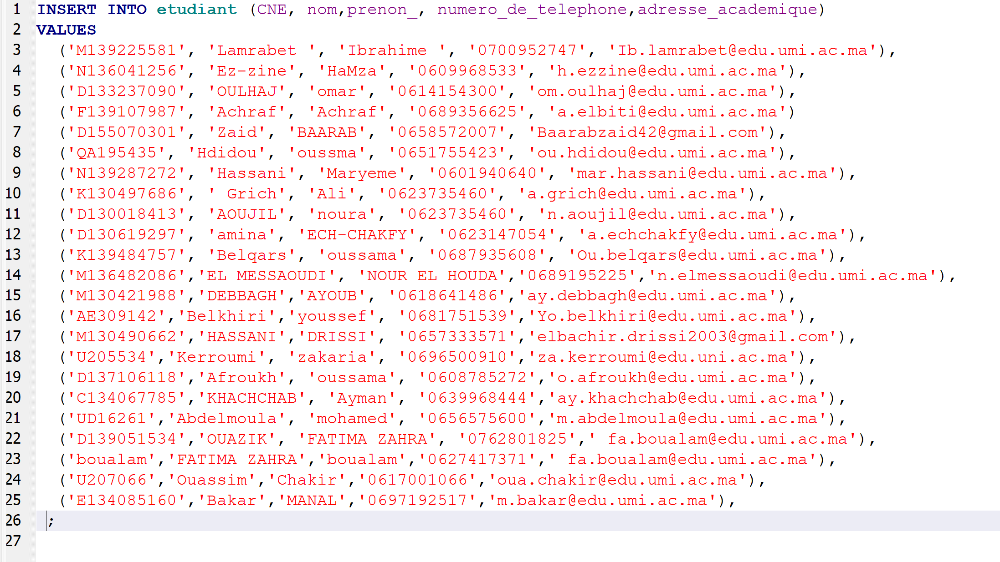 1 INSERT INTO etudiant (CNE, nom,prenon_, numero_de_telephone,adresse_academique)
2 VALUES
3 ('M139225581', 'Lamrabet ', 'Ibrahime ', '0700952747', 'Ib.lamrabet@edu.umi.ac.ma'),
4 ('N136041256', 'Ez-zine', 'HaMza', '0609968533', 'h.ezzine@edu.umi.ac.ma'),
5 ('D133237090', 'OULHAJ', 'omar', '0614154300', 'om.oulhaj@edu.umi.ac.ma'),
6 ('F139107987', 'Achraf', 'Achraf', '0689356625', 'a.elbiti@edu.umi.ac.ma')
7 ('D155070301', 'Zaid', 'BAARAB', '0658572007', 'Baarabzaid42@gmail.com'),
8 ('QA195435', 'Hdidou', 'oussma', '0651755423', 'ou.hdidou@edu.umi.ac.ma'),
9 ('N139287272', 'Hassani', 'Maryeme', '0601940640', 'mar.hassani@edu.umi.ac.ma'),
10 ('K130497686', ' Grich', 'Ali', '0623735460', 'a.grich@edu.umi.ac.ma'),
11 ('D130018413', 'AOUJIL', 'noura', '0623735460', 'n.aoujil@edu.umi.ac.ma'),
12 ('D130619297', 'amina', 'ECH-CHAKFY', '0623147054', 'a.echchakfy@edu.umi.ac.ma'),
13 ('K139484757', 'Belqars', 'oussama', '0687935608', 'Ou.belqars@edu.umi.ac.ma'),
14 ('M136482086','EL MESSAOUDI', 'NOUR EL HOUDA','0689195225','n.elmessaoudi@edu.umi.ac.ma'),
15 ('M130421988','DEBBAGH','AYOUB', '0618641486','ay.debbagh@edu.umi.ac.ma'),
16 ('AE309142','Belkhiri','youssef', '0681751539','Yo.belkhiri@edu.umi.ac.ma'),
17 ('M130490662','HASSANI','DRISSI', '0657333571','elbachir.drissi2003@gmail.com'),
18 ('U205534','Kerroumi', 'zakaria', '0696500910','za.kerroumi@edu.uni.ac.ma'),
19 ('D137106118','Afroukh', 'oussama', '0608785272','o.afroukh@edu.umi.ac.ma'),
20 ('C134067785','KHACHCHAB', 'Ayman', '0639968444','ay.khachchab@edu.umi.ac.ma'),
21 ('UD16261','Abdelmoula', 'mohamed', '0656575600','m.abdelmoula@edu.umi.ac.ma'),
22 ('D139051534','OUAZIK', 'FATIMA ZAHRA', '0762801825',' fa.boualam@edu.umi.ac.ma'),
23 ('boualam','FATIMA ZAHRA','boualam','0627417371',' fa.boualam@edu.umi.ac.ma'),
24 ('U207066','Ouassim','Chakir','0617001066','oua.chakir@edu.umi.ac.ma'),
25 ('E134085160','Bakar','MANAL','0697192517','m.bakar@edu.umi.ac.ma'),
26 ;
27